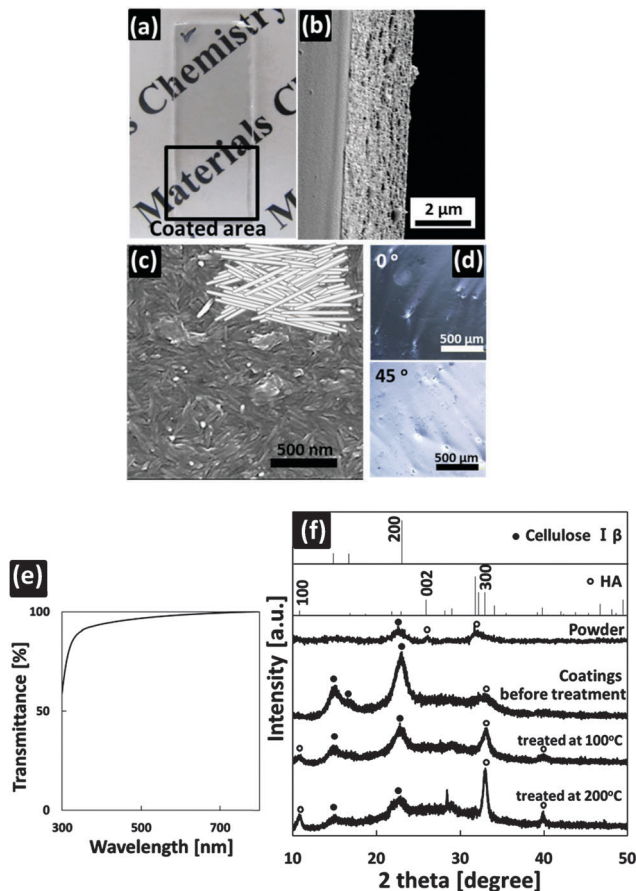 (a)
s Chemistry
Materials C
Ma
Coated area
(b)
2 μm
(c)
500 nm
(d)
0 °
500 μm
45 °
500 μm
(e)
Transmittance [%]
100
50
0
300
500
700
Wavelength [nm]
(f)
Intensity [a.u.]
200
● Cellulose I β
100
002
300
○ HA
Powder
Coatings
before treatment
treated at 100°C
treated at 200°C
10
20
30
40
50
2 theta [degree]